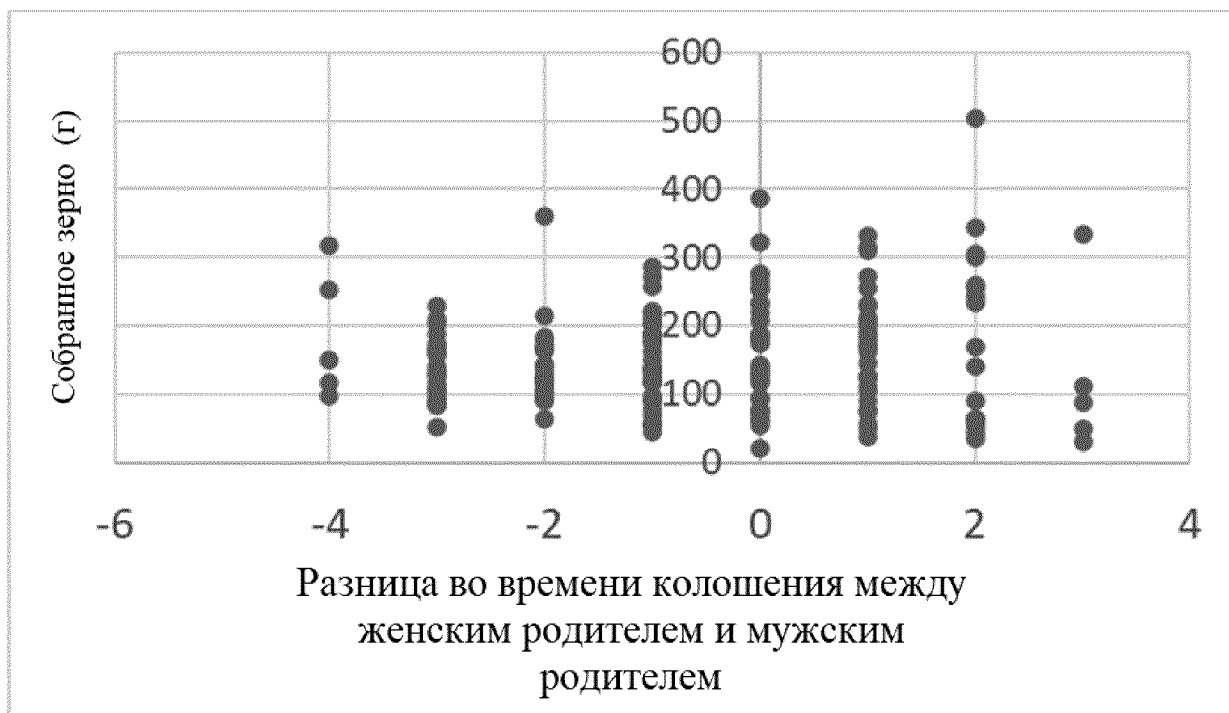 Собранное зерно (г)
600
500
400
300
200
100
0
-6 -4 -2 0 2 4
Разница во времени колошения между
женским родителем и мужским
родителем